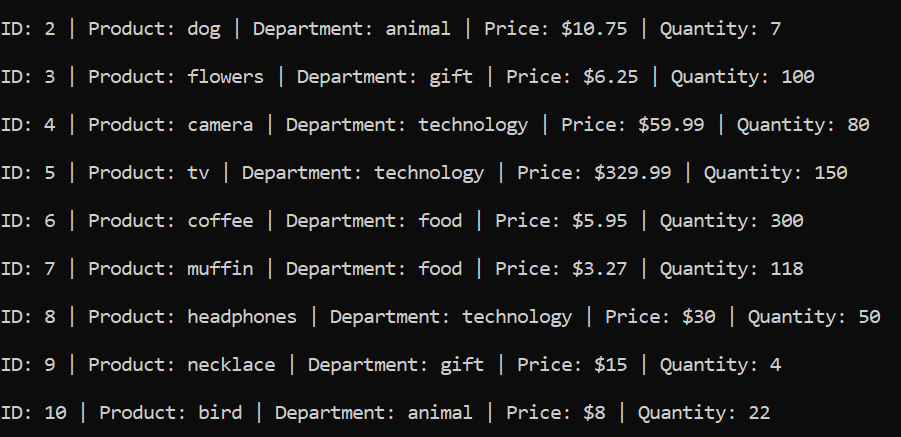 ID: 2 | Product: dog | Department: animal | Price: $10.75 | Quantity: 7
ID: 3 | Product: flowers | Department: gift | Price: $6.25 | Quantity: 100
ID: 4 | Product: camera | Department: technology | Price: $59.99 | Quantity: 80
ID: 5 | Product: tv | Department: technology | Price: $329.99 | Quantity: 150
ID: 6 | Product: coffee | Department: food | Price: $5.95 | Quantity: 300
ID: 7 | Product: muffin | Department: food | Price: $3.27 | Quantity: 118
ID: 8 | Product: headphones | Department: technology | Price: $30 | Quantity: 50
ID: 9 | Product: necklace | Department: gift | Price: $15 | Quantity: 4
ID: 10 | Product: bird | Department: animal | Price: $8 | Quantity: 22